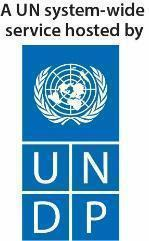 A UN system-wide
service hosted by
U N
D P